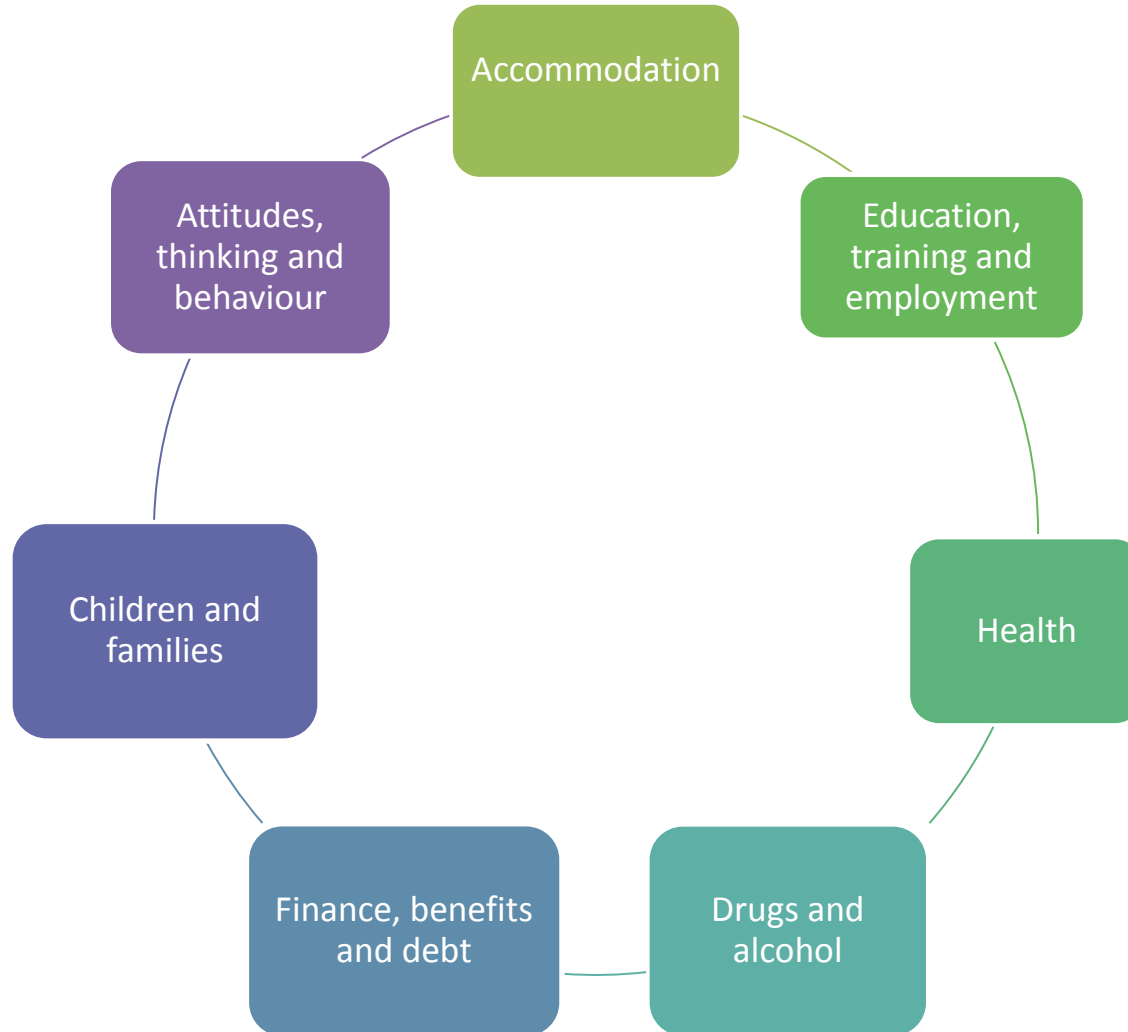 Accommodation
Education,
training and
employment
Health
Drugs and
alcohol
Finance, benefits
and debt
Children and
families
Attitudes,
thinking and
behaviour